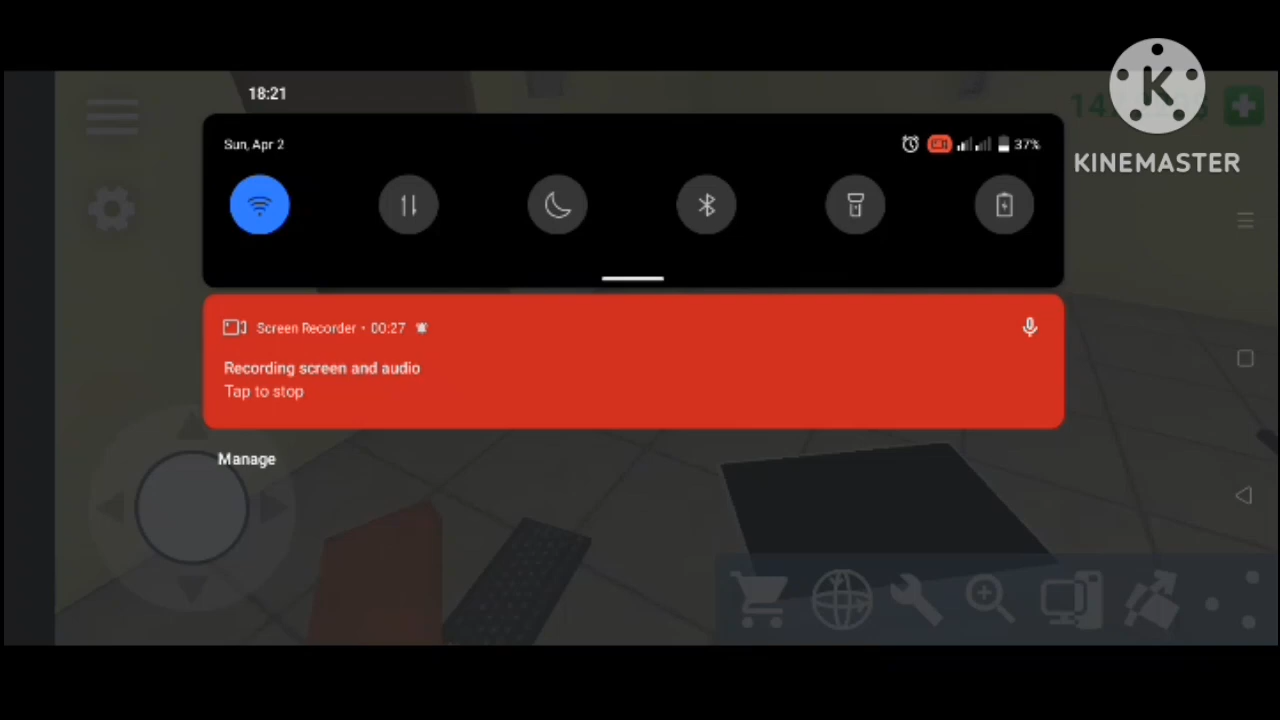 18:21
Sun, Apr 2
37%
K
KINEMASTER
Screen Recorder • 00:27
Recording screen and audio
Tap to stop
Manage